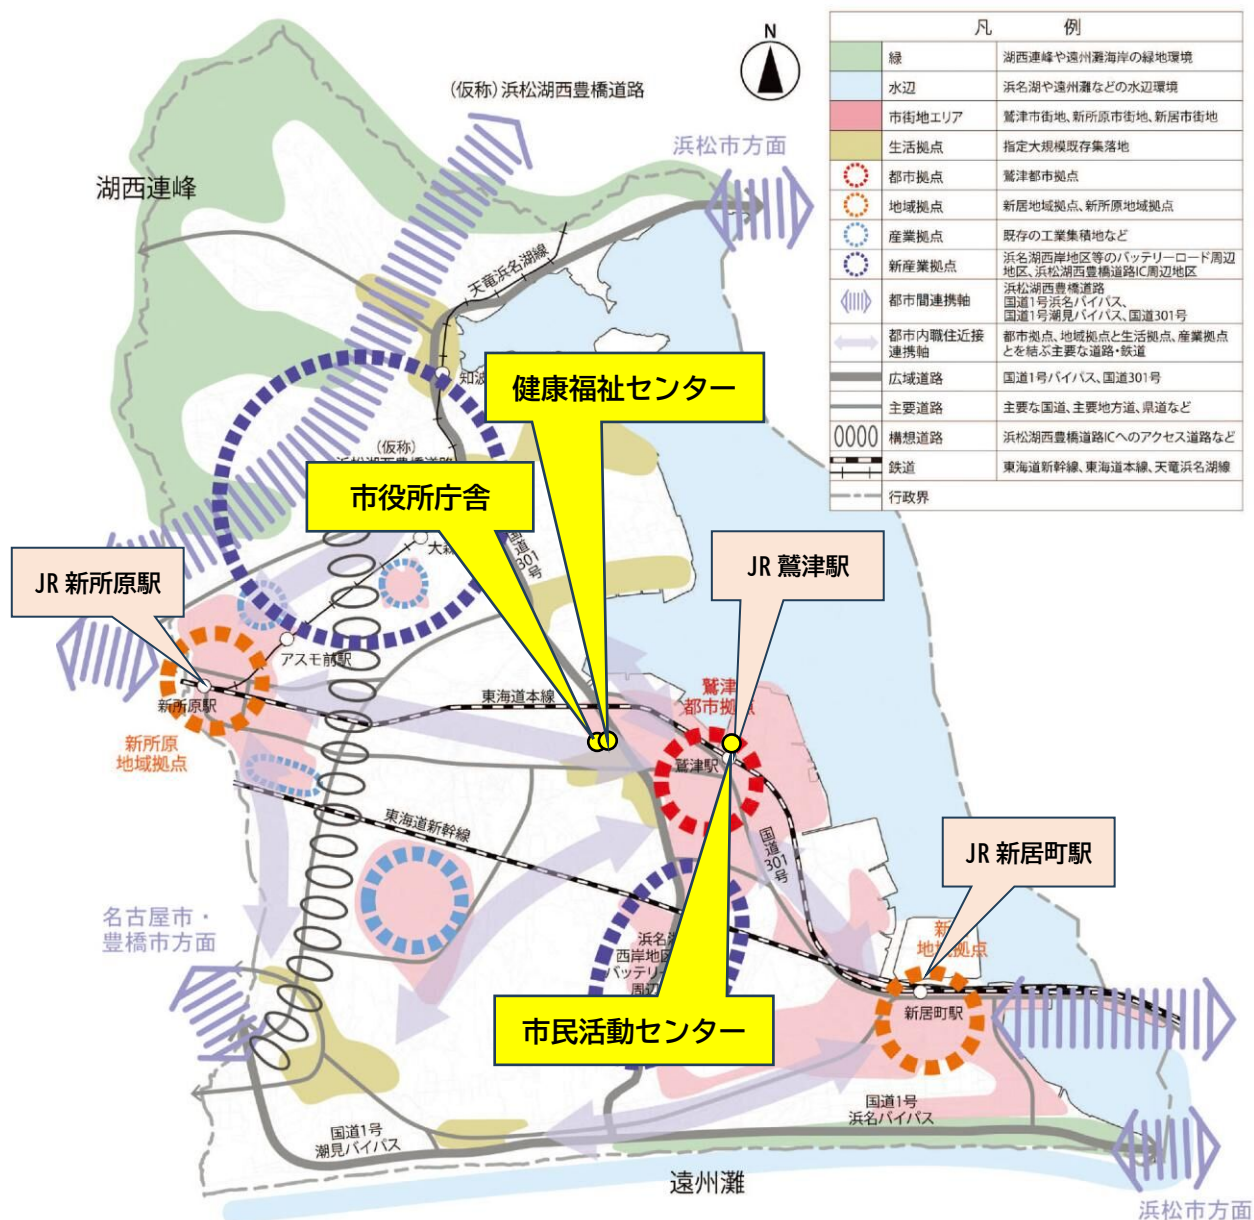 凡 例
緑 湖西連峰や遠州灘海岸の緑地環境
水辺 浜名湖や遠州灘などの水辺環境
市街地エリア 鷲津市街地、新所原市街地、新居市街地
生活拠点 指定大規模既存集落地
都市拠点 鷲津都市拠点
地域拠点 新居地域拠点、新所原地域拠点
産業拠点 既存の工業集積地など
新産業拠点 浜名湖西岸地区等のバッテリーロード周辺
地区、浜松湖西豊橋道路IC周辺地区
都市間連携軸 浜松湖西豊橋道路
国道1号浜名バイパス、
国道1号潮見バイパス、国道301号
都市内職住近接
連携軸
都市拠点、地域拠点と生活拠点、産業拠点
とを結ぶ主要な道路・鉄道
広域道路 国道1号バイパス、国道301号
主要道路 主要な国道、主要地方道、県道など
構想道路 浜松湖西豊橋道路ICへのアクセス道路など
鉄道 東海道新幹線、東海道本線、天竜浜名湖線
行政界
N
(仮称)浜松湖西豊橋道路
浜松市方面
湖西連峰
天竜浜名湖線
知波
健康福祉センター
(仮称)
市役所庁舎
国道301号
大森
JR 新所原駅
JR 鷲津駅
アスモ前駅
新所原駅
東海道本線
鷲津
都市拠点
鷲津駅
新所原
地域拠点
東海道新幹線
国道301号
JR 新居町駅
名古屋市・
豊橋市方面
浜名湖
西岸地区
バッテリー
周辺
新
地域拠点
新居町駅
市民活動センター
国道1号
浜名バイパス
国道1号
潮見バイパス
遠州灘
浜松市方面